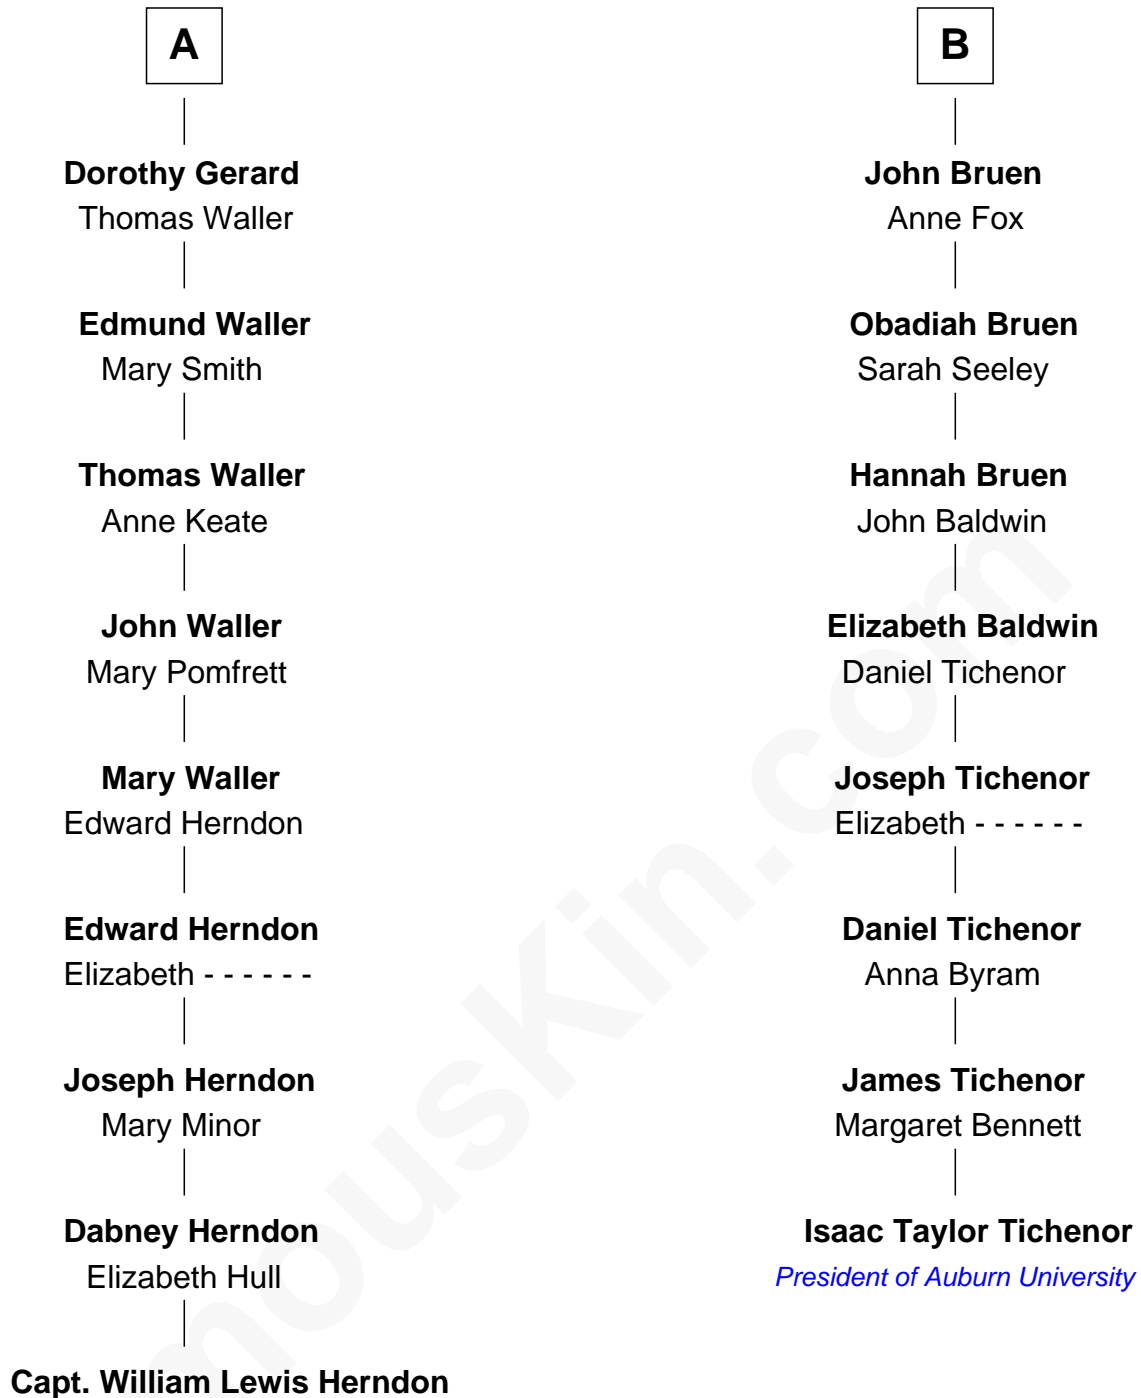 A
Dorothy Gerard
Thomas Waller
Edmund Waller
Mary Smith
Thomas Waller
Anne Keate
John Waller
Mary Pomfrett
Mary Waller
Edward Herndon
Edward Herndon
Elizabeth - - - - - -
Joseph Herndon
Mary Minor
Dabney Herndon
Elizabeth Hull
Capt. William Lewis Herndon
B
John Bruen
Anne Fox
Obadiah Bruen
Sarah Seeley
Hannah Bruen
John Baldwin
Elizabeth Baldwin
Daniel Tichenor
Joseph Tichenor
Elizabeth - - - - - -
Daniel Tichenor
Anna Byram
James Tichenor
Margaret Bennett
Isaac Taylor Tichenor
President of Auburn University
mousKin.com